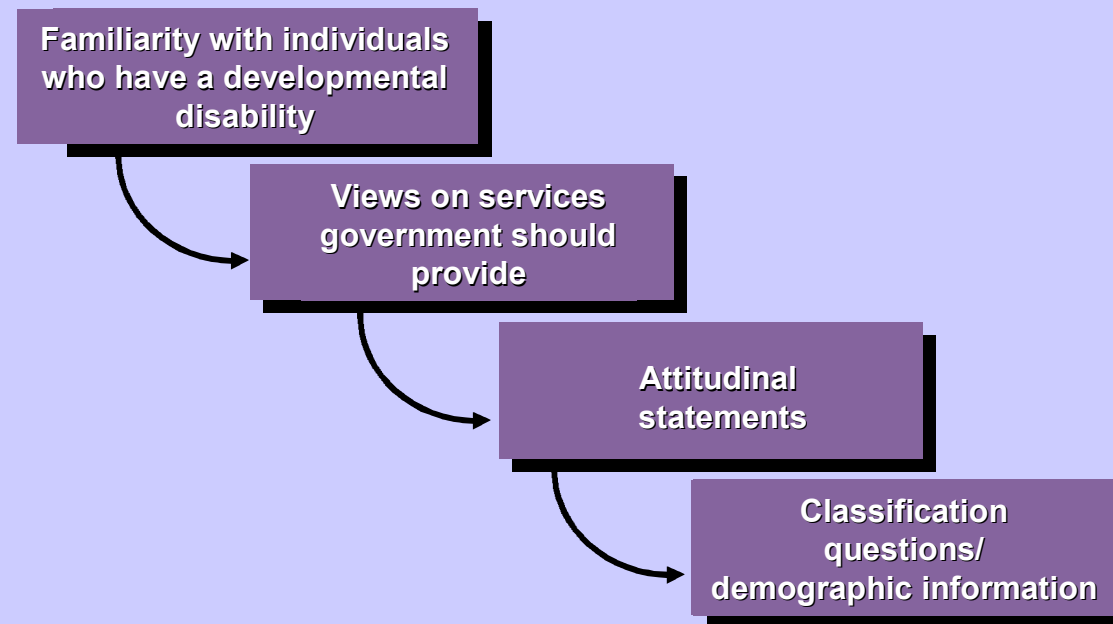 Familiarity with individuals
who have a developmental
disability
Views on services
government should
provide
Attitudinal
statements
Classification
questions/
demographic information